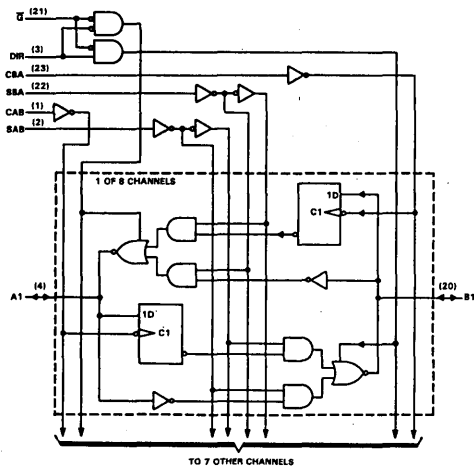 G̅ (21)
DIR (3)
CBA (23)
SBA (22)
CAB (1)
SAB (2)
1 OF 8 CHANNELS
1D
C1
A1 (4)
(20) B1
1D
C1
TO 7 OTHER CHANNELS